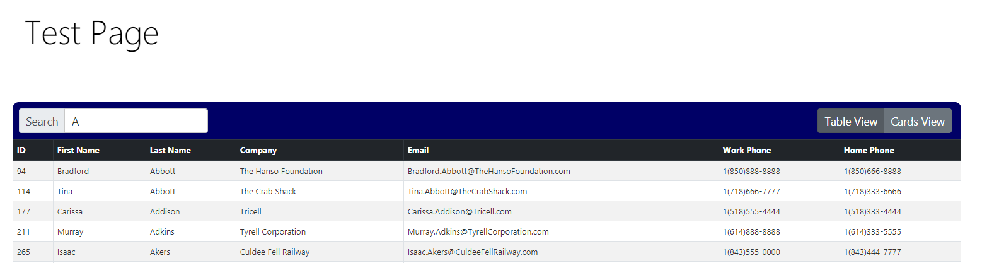 Test Page
Search A Table View Cards View
ID First Name Last Name Company Email Work Phone Home Phone
94 Bradford Abbott The Hanso Foundation Bradford.Abbott@TheHansoFoundation.com 1(850)888-8888 1(850)666-8888
114 Tina Abbott The Crab Shack Tina.Abbott@TheCrabShack.com 1(718)666-7777 1(718)333-6666
177 Carissa Addison Tricell Carissa.Addison@Tricell.com 1(518)555-4444 1(518)333-4444
211 Murray Adkins Tyrell Corporation Murray.Adkins@TyrellCorporation.com 1(614)888-8888 1(614)333-5555
265 Isaac Akers Culdee Fell Railway Isaac.Akers@CuldeeFellRailway.com 1(843)555-0000 1(843)444-7777